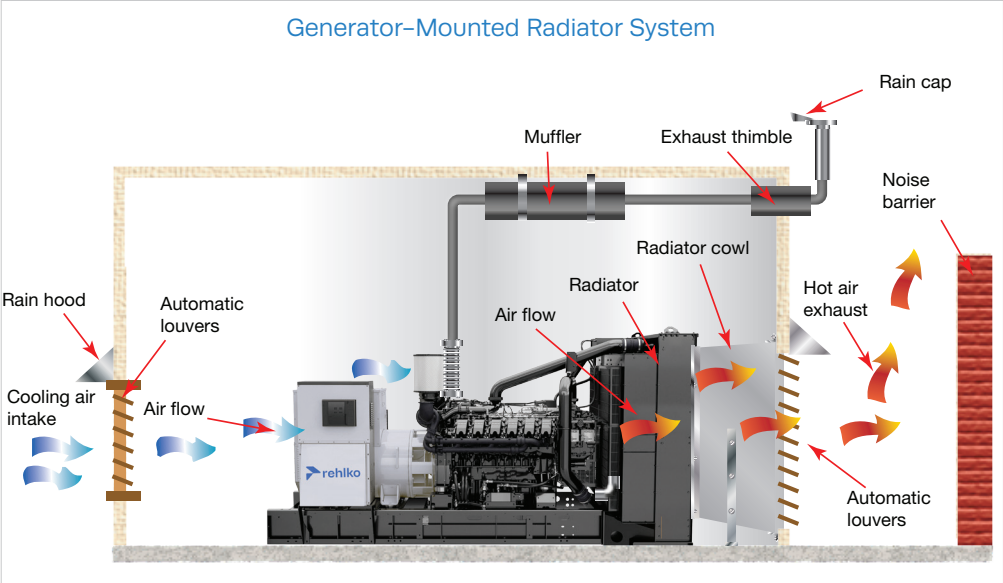 Generator-Mounted Radiator System
Rain cap
Muffler
Exhaust thimble
Noise
barrier
Radiator cowl
Rain hood
Automatic
louvers
Radiator
Hot air
exhaust
Air flow
Cooling air
intake
Air flow
rehlko
Automatic
louvers